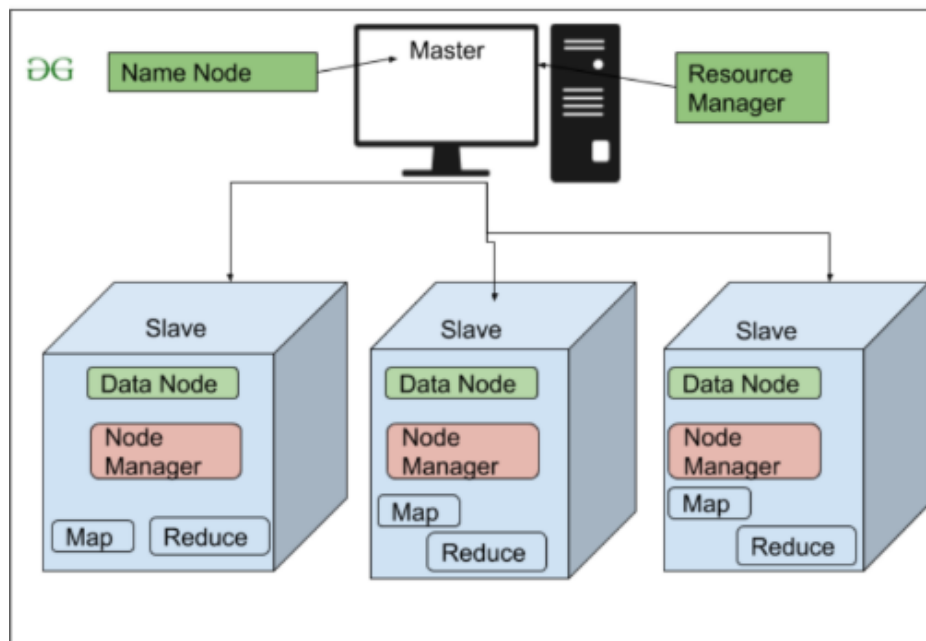 Master
Name Node
Resource
Manager
Slave
Slave
Slave
Data Node
Data Node
Data Node
Node
Manager
Node
Manager
Node
Manager
Map
Reduce
Map
Reduce
Map
Reduce